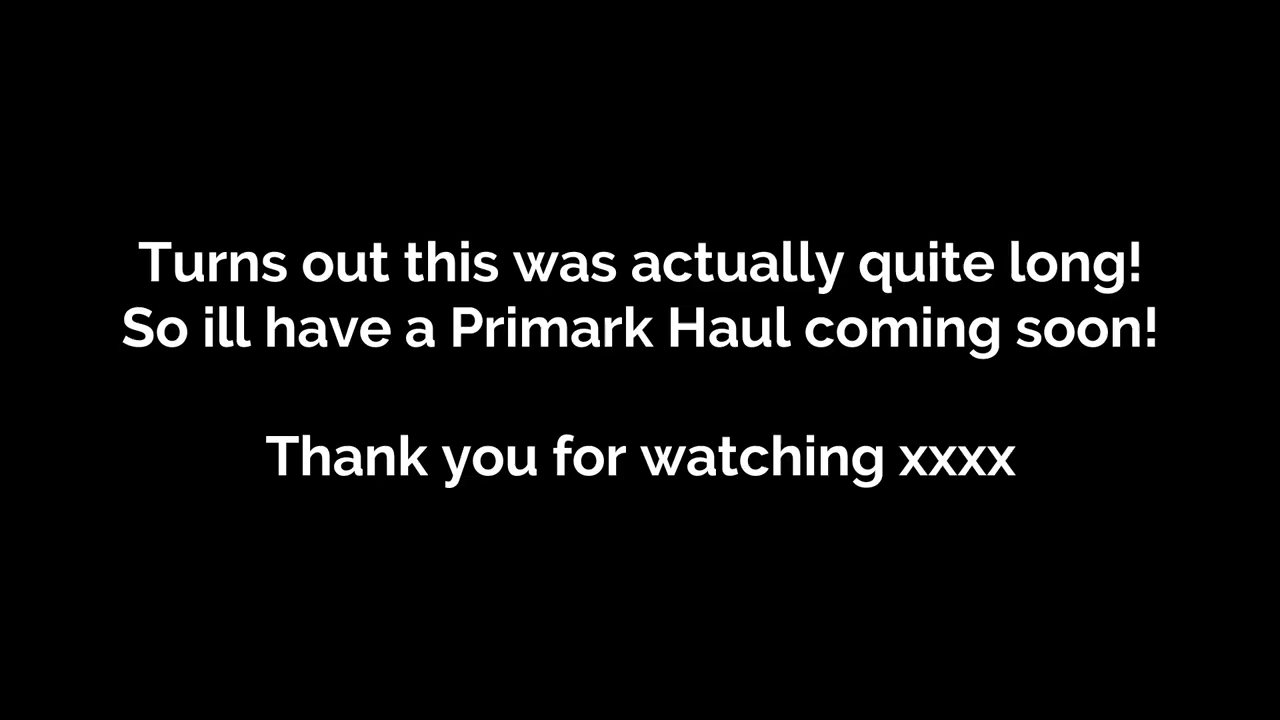 Turns out this was actually quite long!
So ill have a Primark Haul coming soon!
Thank you for watching xxxx